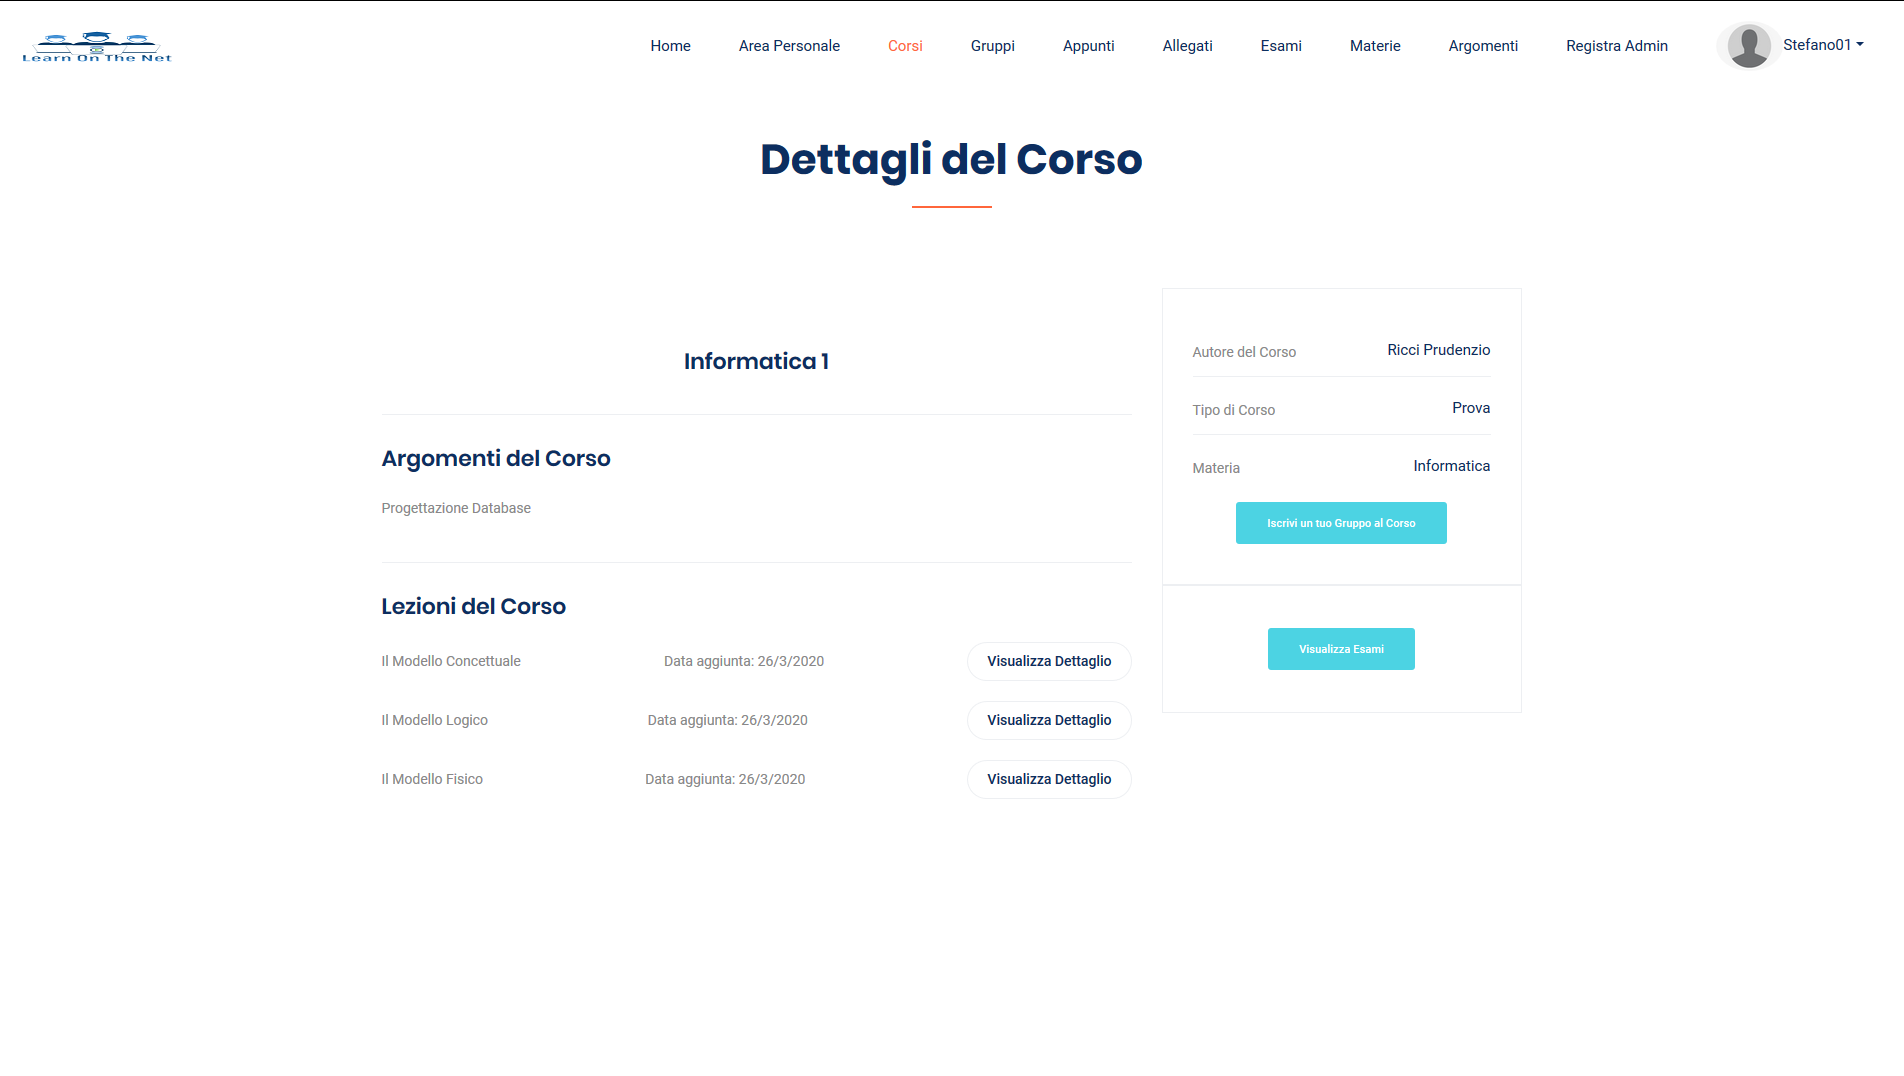 Learn On The Net
Home Area Personale Corsi Gruppi Appunti Allegati Esami Materie Argomenti Registra Admin Stefano01
Dettagli del Corso
Informatica 1
Argomenti del Corso
Progettazione Database
Lezioni del Corso
Il Modello Concettuale Data aggiunta: 26/3/2020 Visualizza Dettaglio
Il Modello Logico Data aggiunta: 26/3/2020 Visualizza Dettaglio
Il Modello Fisico Data aggiunta: 26/3/2020 Visualizza Dettaglio
Autore del Corso Ricci Prudenzio
Tipo di Corso Prova
Materia Informatica
Iscrivi un tuo Gruppo al Corso
Visualizza Esami